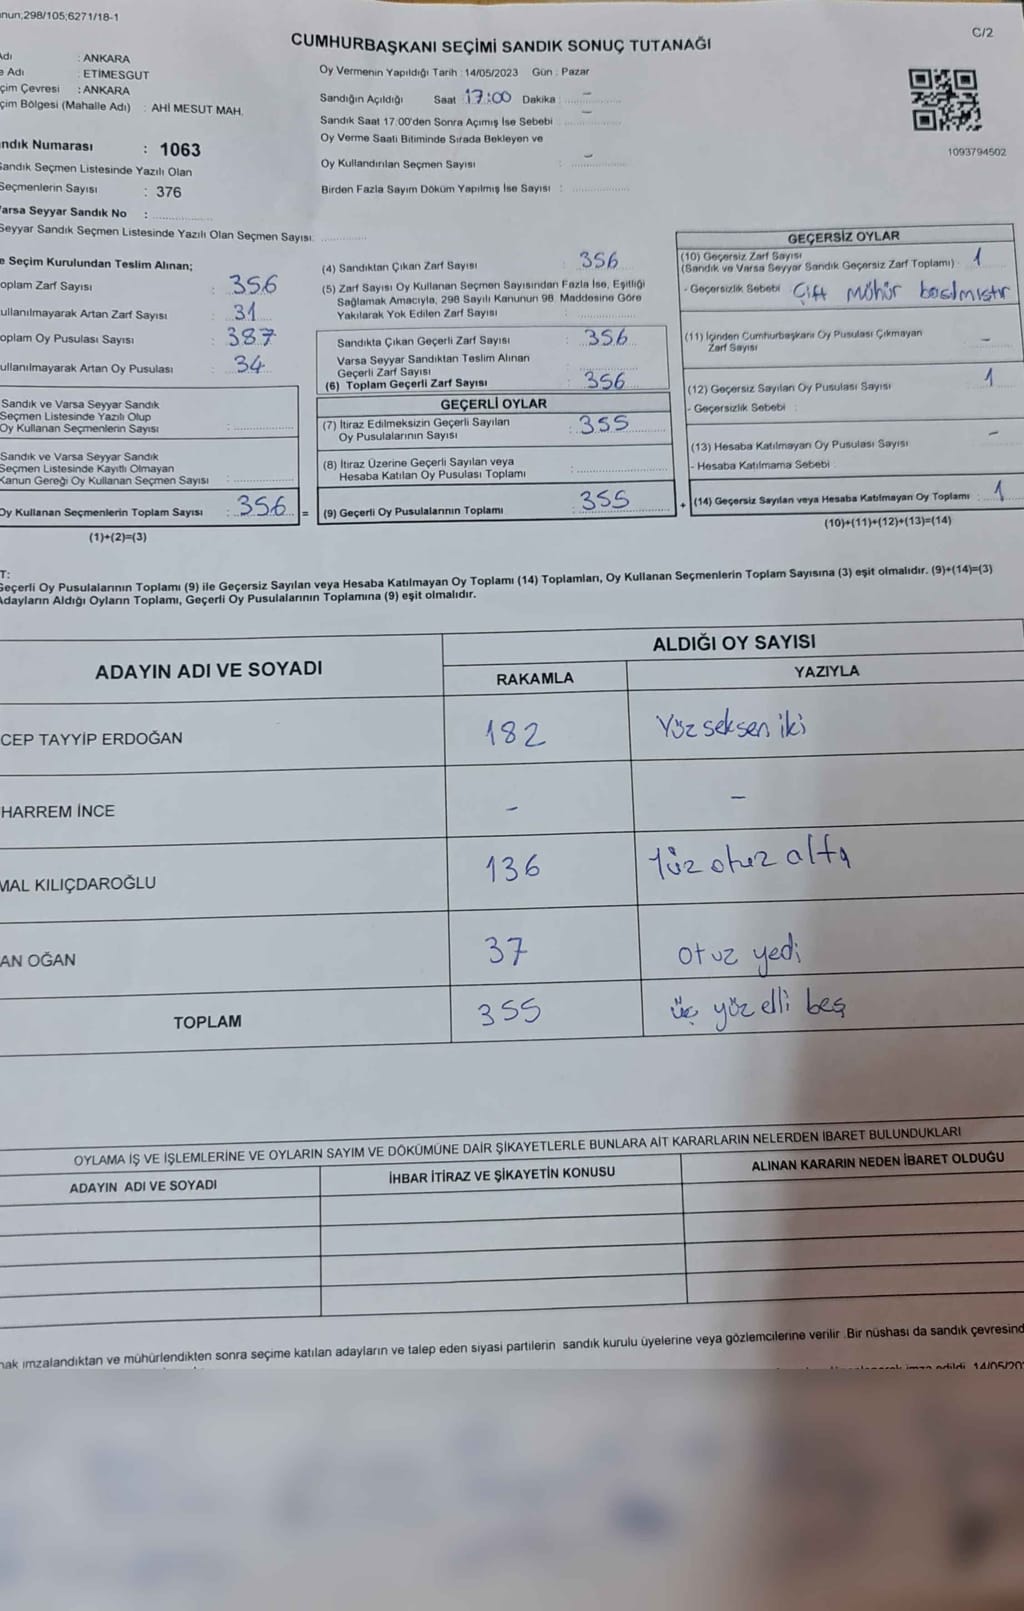 nun;298/105;6271/18-1
C/2
CUMHURBAŞKANI SEÇİMİ SANDIK SONUÇ TUTANAĞI
Adı : ANKARA
e Adı : ETİMESGUT
çim Çevresi : ANKARA
çim Bölgesi (Mahalle Adı) : AHİ MESUT MAH.
ndık Numarası : 1063
Sandık Seçmen Listesinde Yazılı Olan
Seçmenlerin Sayısı : 376
Varsa Seyyar Sandık No :
Seyyar Sandık Seçmen Listesinde Yazılı Olan Seçmen Sayısı:
Oy Vermenin Yapıldığı Tarih : 14/05/2023 Gün : Pazar
Sandığın Açıldığı Saat 17:00 Dakika : –
Sandık Saat 17.00'den Sonra Açımış İse Sebebi : –
Oy Verme Saati Bitiminde Sırada Bekleyen ve
Oy Kullandırılan Seçmen Sayısı : –
Birden Fazla Sayım Döküm Yapılmış İse Sayısı :
1093794502
e Seçim Kurulundan Teslim Alınan;
oplam Zarf Sayısı : 356
ullanılmayarak Artan Zarf Sayısı : 31
oplam Oy Pusulası Sayısı : 387
ullanılmayarak Artan Oy Pusulası : 34
Sandık ve Varsa Seyyar Sandık
Seçmen Listesinde Yazılı Olup
Oy Kullanan Seçmenlerin Sayısı :
Sandık ve Varsa Seyyar Sandık
Seçmen Listesinde Kayıtlı Olmayan
Kanun Gereği Oy Kullanan Seçmen Sayısı :
Oy Kullanan Seçmenlerin Toplam Sayısı : 356 =
(1)+(2)=(3)
(4) Sandıktan Çıkan Zarf Sayısı : 356
(5) Zarf Sayısı Oy Kullanan Seçmen Sayısından Fazla İse, Eşitliği
Sağlamak Amacıyla, 298 Sayılı Kanunun 98. Maddesine Göre
Yakılarak Yok Edilen Zarf Sayısı :
Sandıkta Çıkan Geçerli Zarf Sayısı : 356
Varsa Seyyar Sandıktan Teslim Alınan
Geçerli Zarf Sayısı
(6) Toplam Geçerli Zarf Sayısı : 356
GEÇERLİ OYLAR
(7) İtiraz Edilmeksizin Geçerli Sayılan
Oy Pusulalarının Sayısı : 355
(8) İtiraz Üzerine Geçerli Sayılan veya
Hesaba Katılan Oy Pusulası Toplamı :
(9) Geçerli Oy Pusulalarının Toplamı : 355 +
GEÇERSİZ OYLAR
(10) Geçersiz Zarf Sayısı
(Sandık ve Varsa Seyyar Sandık Geçersiz Zarf Toplamı) : 1
- Geçersizlik Sebebi : Çift mühür basılmıştır
(11) İçinden Cumhurbaşkanı Oy Pusulası Çıkmayan
Zarf Sayısı : –
(12) Geçersiz Sayılan Oy Pusulası Sayısı : 1
- Geçersizlik Sebebi :
(13) Hesaba Katılmayan Oy Pusulası Sayısı : –
- Hesaba Katılmama Sebebi :
(14) Geçersiz Sayılan veya Hesaba Katılmayan Oy Toplamı : 1
(10)+(11)+(12)+(13)=(14)
T:
Geçerli Oy Pusulalarının Toplamı (9) ile Geçersiz Sayılan veya Hesaba Katılmayan Oy Toplamı (14) Toplamları, Oy Kullanan Seçmenlerin Toplam Sayısına (3) eşit olmalıdır. (9)+(14)=(3)
Adayların Aldığı Oyların Toplamı, Geçerli Oy Pusulalarının Toplamına (9) eşit olmalıdır.
ADAYIN ADI VE SOYADI
ALDIĞI OY SAYISI
RAKAMLA YAZIYLA
CEP TAYYİP ERDOĞAN 182 Yüz seksen iki
HARREM İNCE – –
MAL KILIÇDAROĞLU 136 Yüz otuz altı
AN OĞAN 37 otuz yedi
TOPLAM 355 üç yüz elli beş
OYLAMA İŞ VE İŞLEMLERİNE VE OYLARIN SAYIM VE DÖKÜMÜNE DAİR ŞİKAYETLERLE BUNLARA AİT KARARLARIN NELERDEN İBARET BULUNDUKLARI
ADAYIN ADI VE SOYADI İHBAR İTİRAZ VE ŞİKAYETİN KONUSU ALINAN KARARIN NEDEN İBARET OLDUĞU
nak imzalandıktan ve mühürlendikten sonra seçime katılan adayların ve talep eden siyasi partilerin sandık kurulu üyelerine veya gözlemcilerine verilir .Bir nüshası da sandık çevresind
imza edildi. 14/05/20